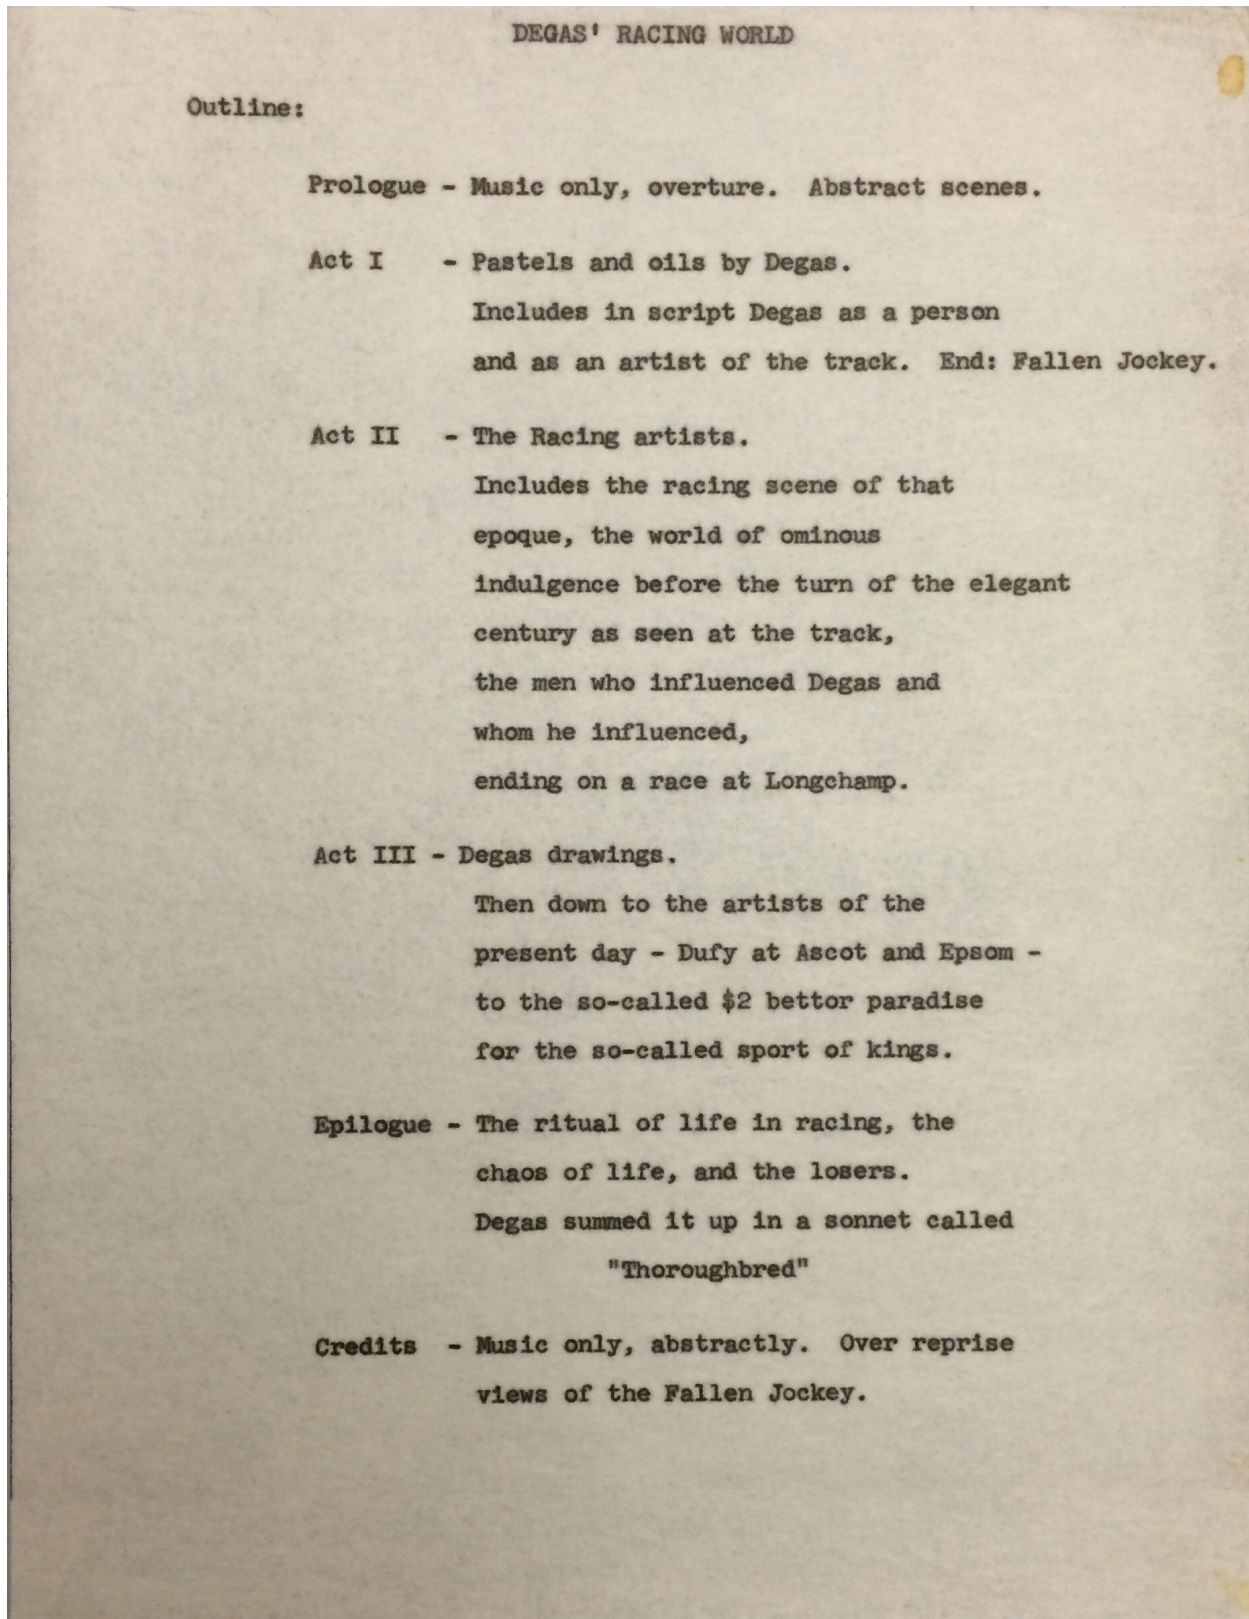 DEGAS' RACING WORLD
Outline:
Prologue - Music only, overture. Abstract scenes.
Act I - Pastels and oils by Degas.
Includes in script Degas as a person
and as an artist of the track. End: Fallen Jockey.
Act II - The Racing artists.
Includes the racing scene of that
epoque, the world of ominous
indulgence before the turn of the elegant
century as seen at the track,
the men who influenced Degas and
whom he influenced,
ending on a race at Longchamp.
Act III - Degas drawings.
Then down to the artists of the
present day - Dufy at Ascot and Epsom -
to the so-called $2 bettor paradise
for the so-called sport of kings.
Epilogue - The ritual of life in racing, the
chaos of life, and the losers.
Degas summed it up in a sonnet called
"Thoroughbred"
Credits - Music only, abstractly. Over reprise
views of the Fallen Jockey.